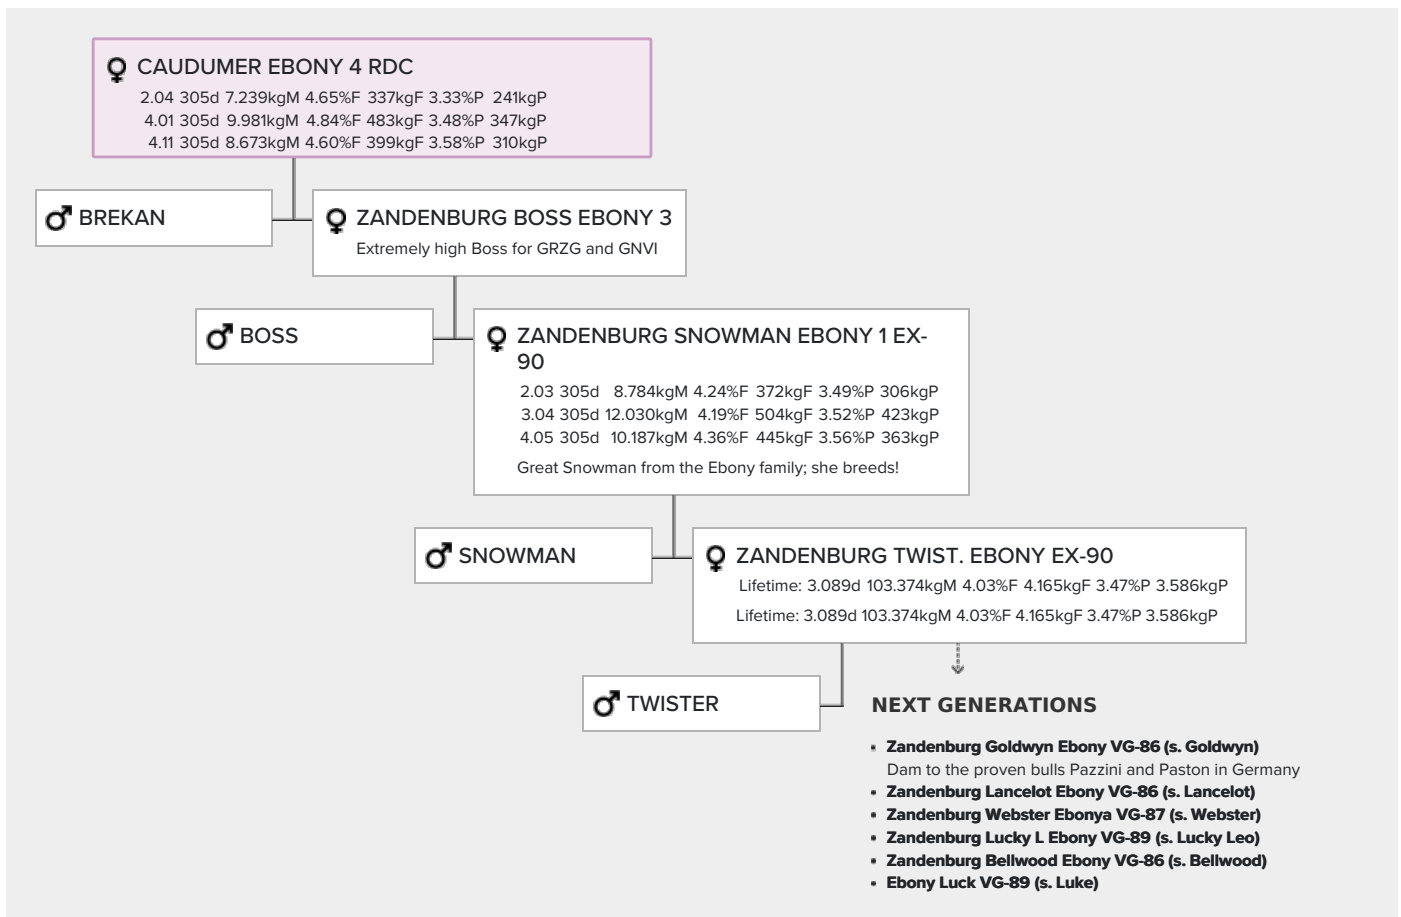 CAUDUMER EBONY 4 RDC
2.04 305d 7.239kgM 4.65%F 337kgF 3.33%P 241kgP
4.01 305d 9.981kgM 4.84%F 483kgF 3.48%P 347kgP
4.11 305d 8.673kgM 4.60%F 399kgF 3.58%P 310kgP
BREKAN
ZANDENBURG BOSS EBONY 3
Extremely high Boss for GRZG and GNVI
BOSS
ZANDENBURG SNOWMAN EBONY 1 EX-
90
2.03 305d 8.784kgM 4.24%F 372kgF 3.49%P 306kgP
3.04 305d 12.030kgM 4.19%F 504kgF 3.52%P 423kgP
4.05 305d 10.187kgM 4.36%F 445kgF 3.56%P 363kgP
Great Snowman from the Ebony family; she breeds!
SNOWMAN
ZANDENBURG TWIST. EBONY EX-90
Lifetime: 3.089d 103.374kgM 4.03%F 4.165kgF 3.47%P 3.586kgP
Lifetime: 3.089d 103.374kgM 4.03%F 4.165kgF 3.47%P 3.586kgP
TWISTER
NEXT GENERATIONS
▪ Zandenburg Goldwyn Ebony VG-86 (s. Goldwyn)
Dam to the proven bulls Pazzini and Paston in Germany
▪ Zandenburg Lancelot Ebony VG-86 (s. Lancelot)
▪ Zandenburg Webster Ebonya VG-87 (s. Webster)
▪ Zandenburg Lucky L Ebony VG-89 (s. Lucky Leo)
▪ Zandenburg Bellwood Ebony VG-86 (s. Bellwood)
▪ Ebony Luck VG-89 (s. Luke)